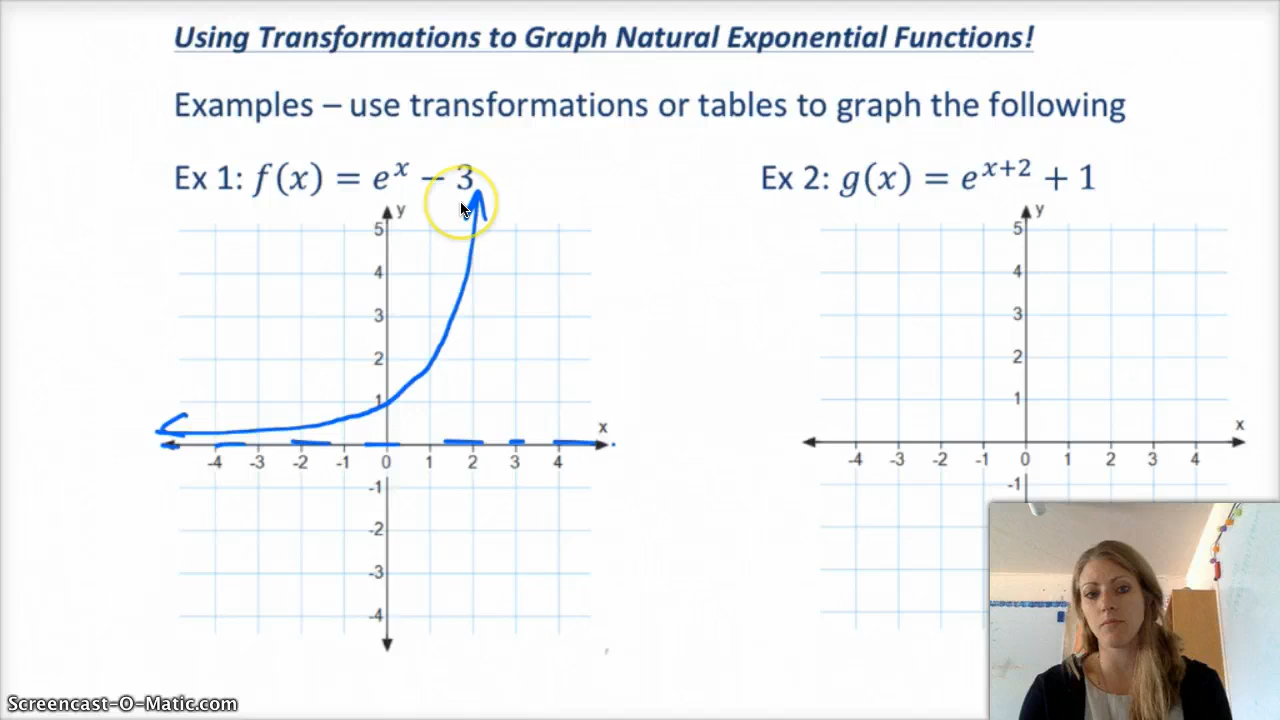 Using Transformations to Graph Natural Exponential Functions!
Examples – use transformations or tables to graph the following
Ex 1: f(x) = eˣ − 3
Ex 2: g(x) = eˣ⁺² + 1
y
5
4
3
2
1
x
-4 -3 -2 -1 0 1 2 3 4
-1
-2
-3
-4
y
5
4
3
2
1
x
-4 -3 -2 -1 0 1 2 3 4
-1
Screencast-O-Matic.com